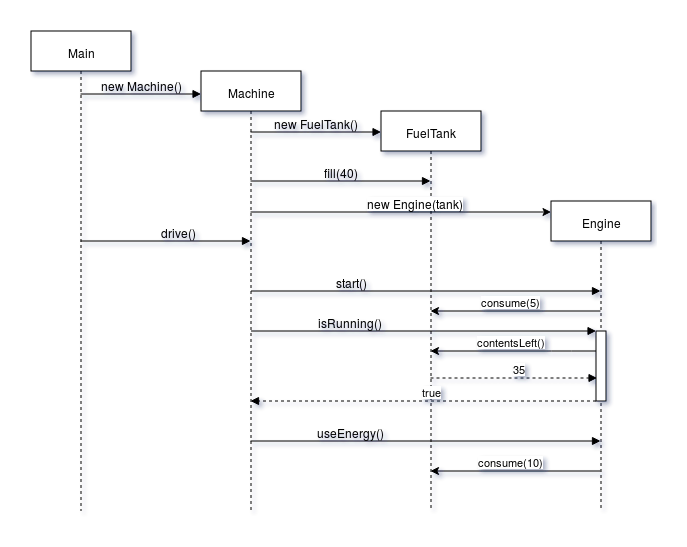 Main
new Machine()
Machine
new FuelTank()
FuelTank
fill(40)
new Engine(tank)
Engine
drive()
start()
consume(5)
isRunning()
contentsLeft()
35
true
useEnergy()
consume(10)